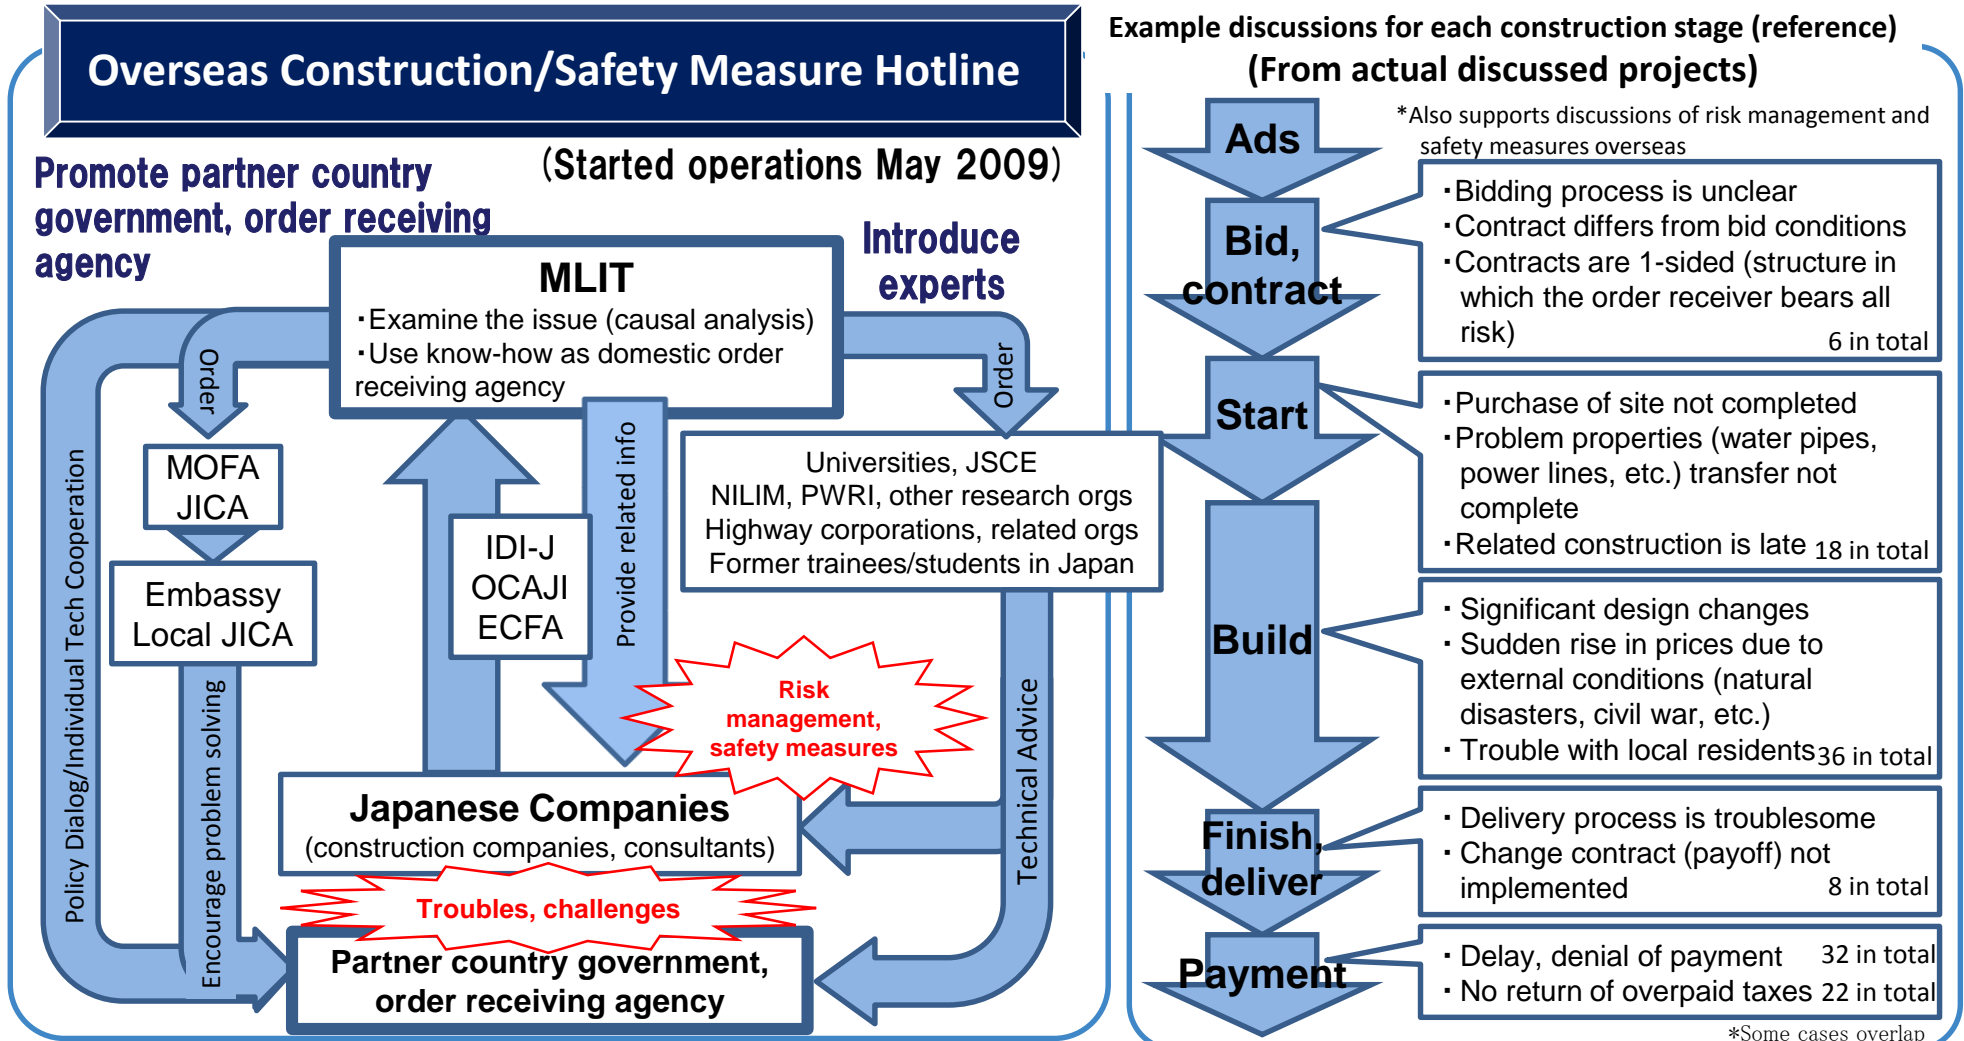 Overseas Construction/Safety Measure Hotline
(Started operations May 2009)
Promote partner country
government, order receiving
agency
Introduce
experts
MLIT
・Examine the issue (causal analysis)
・Use know-how as domestic order
receiving agency
Order
Order
MOFA
JICA
Embassy
Local JICA
Policy Dialog/Individual Tech Cooperation
Encourage problem solving
IDI-J
OCAJI
ECFA
Provide related info
Universities, JSCE
NILIM, PWRI, other research orgs
Highway corporations, related orgs
Former trainees/students in Japan
Technical Advice
Risk
management,
safety measures
Japanese Companies
(construction companies, consultants)
Troubles, challenges
Partner country government,
order receiving agency
Example discussions for each construction stage (reference)
(From actual discussed projects)
*Also supports discussions of risk management and
safety measures overseas
Ads
Bid,
contract
・Bidding process is unclear
・Contract differs from bid conditions
・Contracts are 1-sided (structure in
which the order receiver bears all
risk)
6 in total
Start
・Purchase of site not completed
・Problem properties (water pipes,
power lines, etc.) transfer not
complete
・Related construction is late
18 in total
Build
・ Significant design changes
・ Sudden rise in prices due to
external conditions (natural
disasters, civil war, etc.)
・ Trouble with local residents
36 in total
Finish,
deliver
・ Delivery process is troublesome
・ Change contract (payoff) not
implemented
8 in total
Payment
・ Delay, denial of payment
32 in total
・ No return of overpaid taxes
22 in total
*Some cases overlap